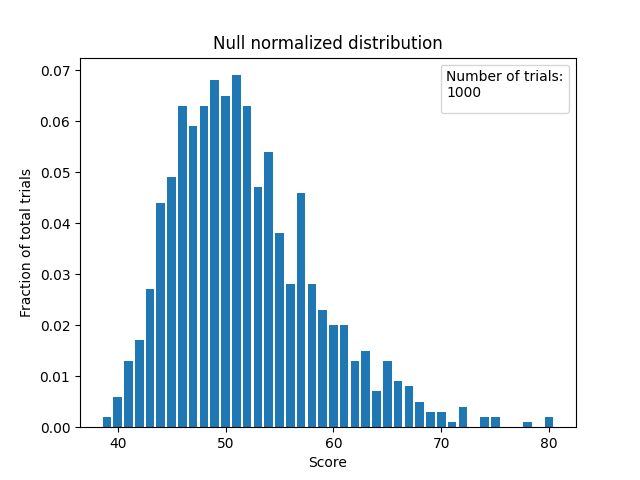 Null normalized distribution
Number of trials:
1000
Fraction of total trials
0.07
0.06
0.05
0.04
0.03
0.02
0.01
0.00
40 50 60 70 80
Score